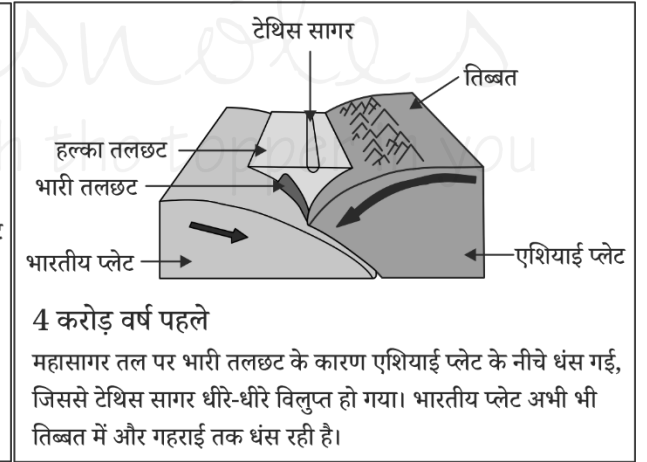 टेथिस सागर
तिब्बत
हल्का तलछट
भारी तलछट
भारतीय प्लेट
एशियाई प्लेट
4 करोड़ वर्ष पहले
महासागर तल पर भारी तलछट के कारण एशियाई प्लेट के नीचे धंस गई,
जिससे टेथिस सागर धीरे-धीरे विलुप्त हो गया। भारतीय प्लेट अभी भी
तिब्बत में और गहराई तक धंस रही है।